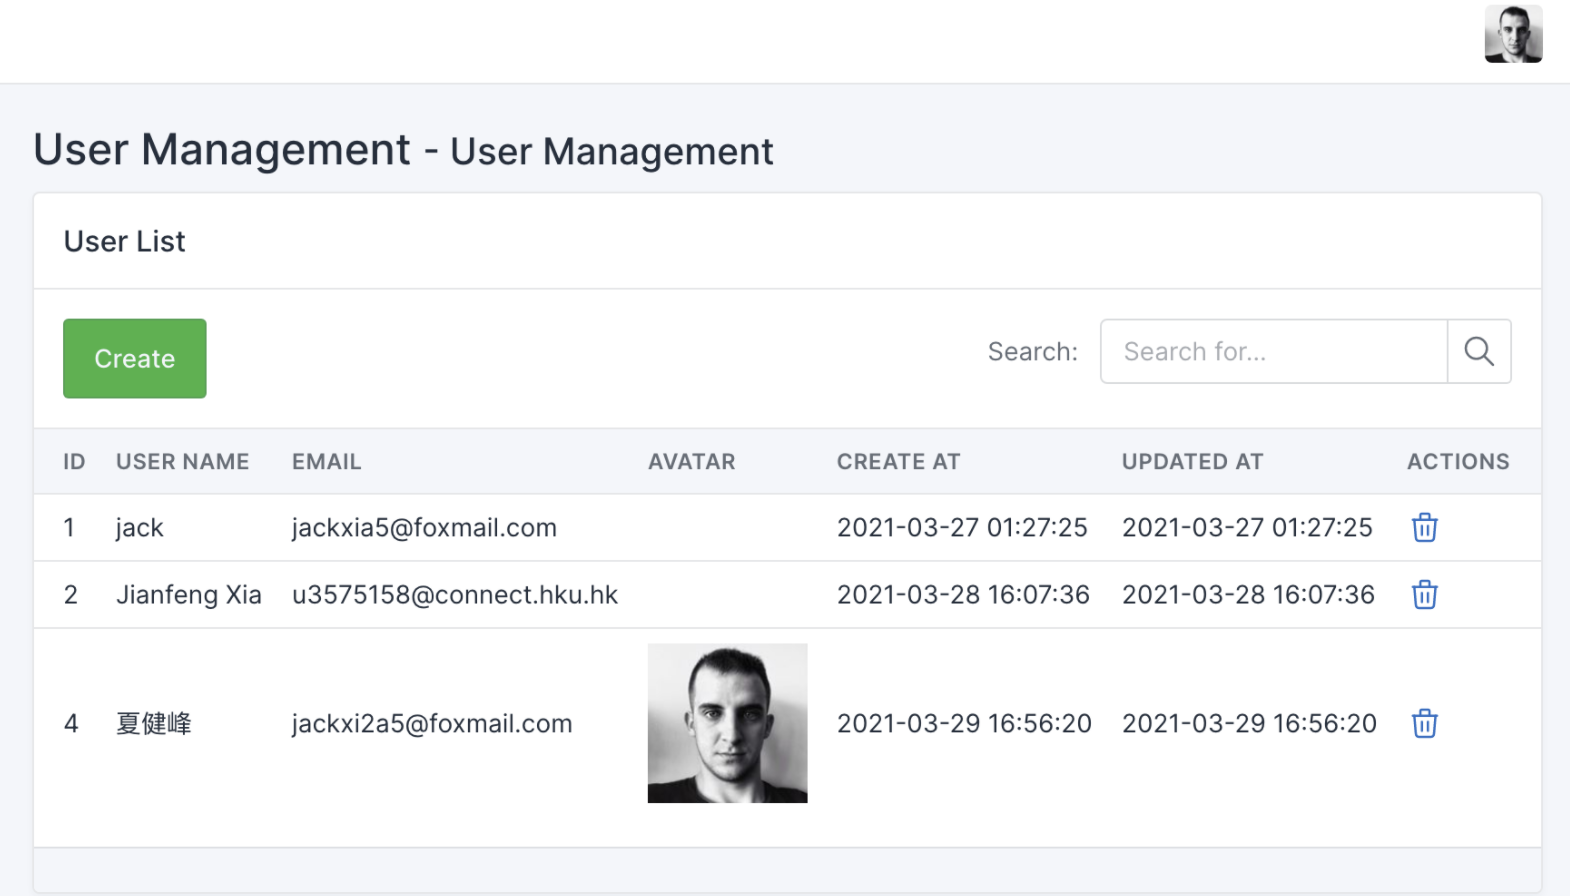 User Management - User Management
User List
Create
Search: Search for...
ID USER NAME EMAIL AVATAR CREATE AT UPDATED AT ACTIONS
1 jack jackxia5@foxmail.com 2021-03-27 01:27:25 2021-03-27 01:27:25
2 Jianfeng Xia u3575158@connect.hku.hk 2021-03-28 16:07:36 2021-03-28 16:07:36
4 夏健峰 jackxi2a5@foxmail.com 2021-03-29 16:56:20 2021-03-29 16:56:20